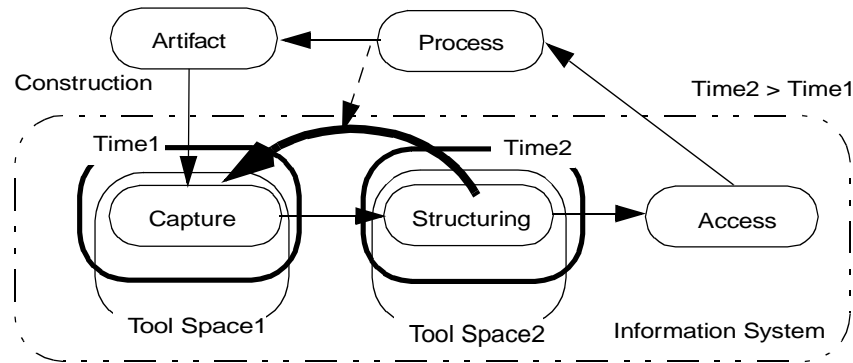 Artifact
Process
Construction
Time2 > Time1
Time1
Time2
Capture
Structuring
Access
Tool Space1
Tool Space2
Information System